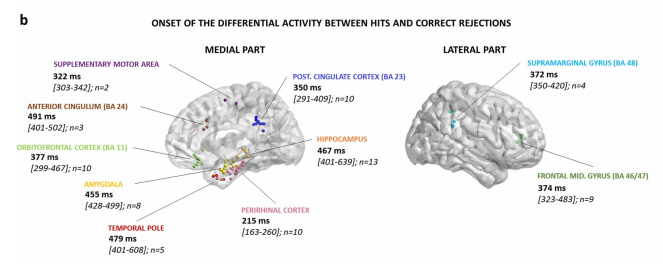 b
ONSET OF THE DIFFERENTIAL ACTIVITY BETWEEN HITS AND CORRECT REJECTIONS
MEDIAL PART
SUPPLEMENTARY MOTOR AREA
322 ms
[303-342]; n=2
POST. CINGULATE CORTEX (BA 23)
350 ms
[291-409]; n=10
ANTERIOR CINGULUM (BA 24)
491 ms
[401-502]; n=3
ORBITOFRONTAL CORTEX (BA 11)
377 ms
[299-467]; n=10
HIPPOCAMPUS
467 ms
[401-639]; n=13
AMYGDALA
455 ms
[428-499]; n=8
PERIRHINAL CORTEX
215 ms
[163-260]; n=10
TEMPORAL POLE
479 ms
[401-608]; n=5
LATERAL PART
SUPRAMARGINAL GYRUS (BA 48)
372 ms
[350-420]; n=4
FRONTAL MID. GYRUS (BA 46/47)
374 ms
[323-483]; n=9